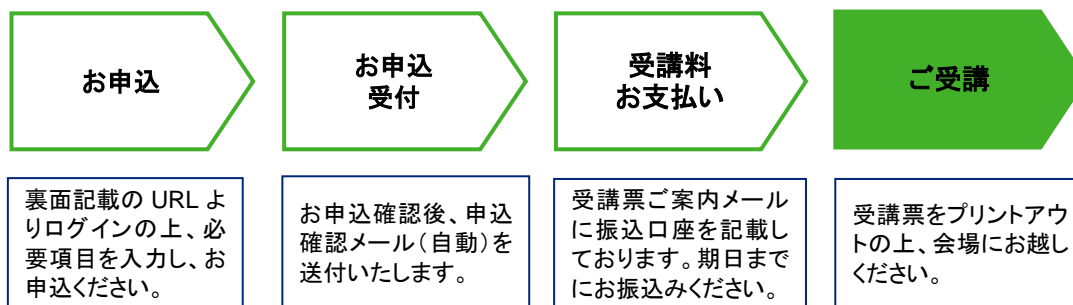 お申込
お申込
受付
受講料
お支払い
ご受講
裏面記載の URL よ
りログインの上、必
要項目を入力し、お
申込ください。
お申込確認後、申込
確認メール（自動）を
送付いたします。
受講票ご案内メール
に振込口座を記載し
ております。期日まで
にお振込みください。
受講票をプリントアウ
トの上、会場にお越し
ください。